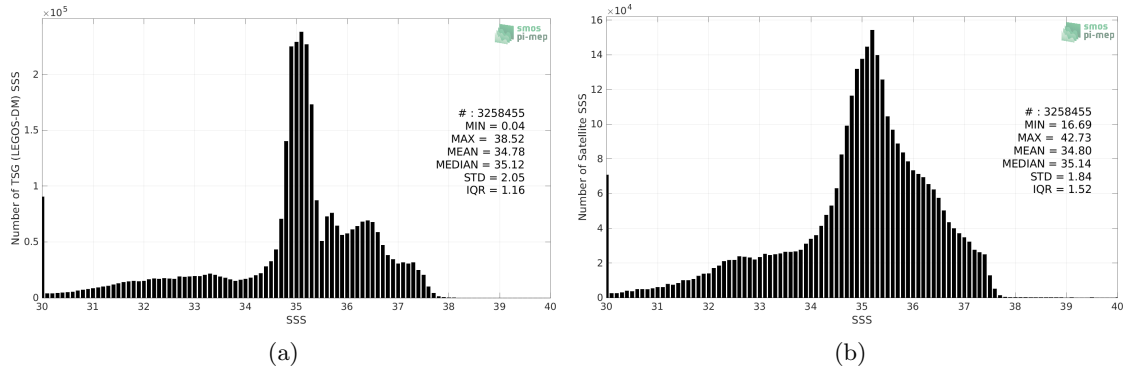 ×10⁵
smos
pi-mep
2
1.5
1
0.5
0
Number of TSG (LEGOS-DM) SSS
# : 3258455
MIN = 0.04
MAX = 38.52
MEAN = 34.78
MEDIAN = 35.12
STD = 2.05
IQR = 1.16
30 31 32 33 34 35 36 37 38 39 40
SSS
(a)
×10⁴
smos
pi-mep
16
14
12
10
8
6
4
2
0
Number of Satellite SSS
# : 3258455
MIN = 16.69
MAX = 42.73
MEAN = 34.80
MEDIAN = 35.14
STD = 1.84
IQR = 1.52
30 31 32 33 34 35 36 37 38 39 40
SSS
(b)